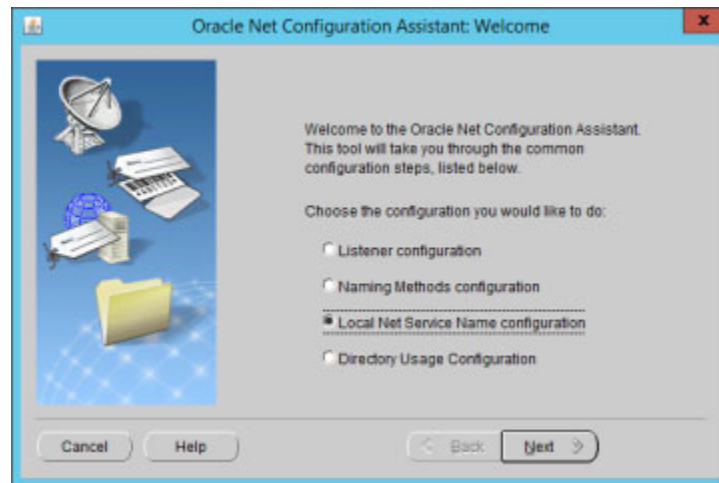 Oracle Net Configuration Assistant: Welcome
x
Welcome to the Oracle Net Configuration Assistant.
This tool will take you through the common
configuration steps, listed below.
Choose the configuration you would like to do:
Listener configuration
Naming Methods configuration
Local Net Service Name configuration
Directory Usage Configuration
Cancel
Help
Back
Next